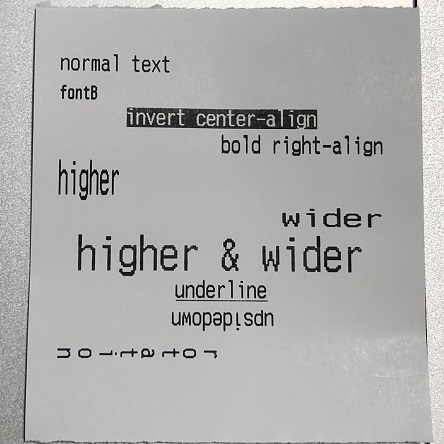 normal text
fontB
invert center-align
bold right-align
higher
wider
higher & wider
underline
upsidedown
rotation